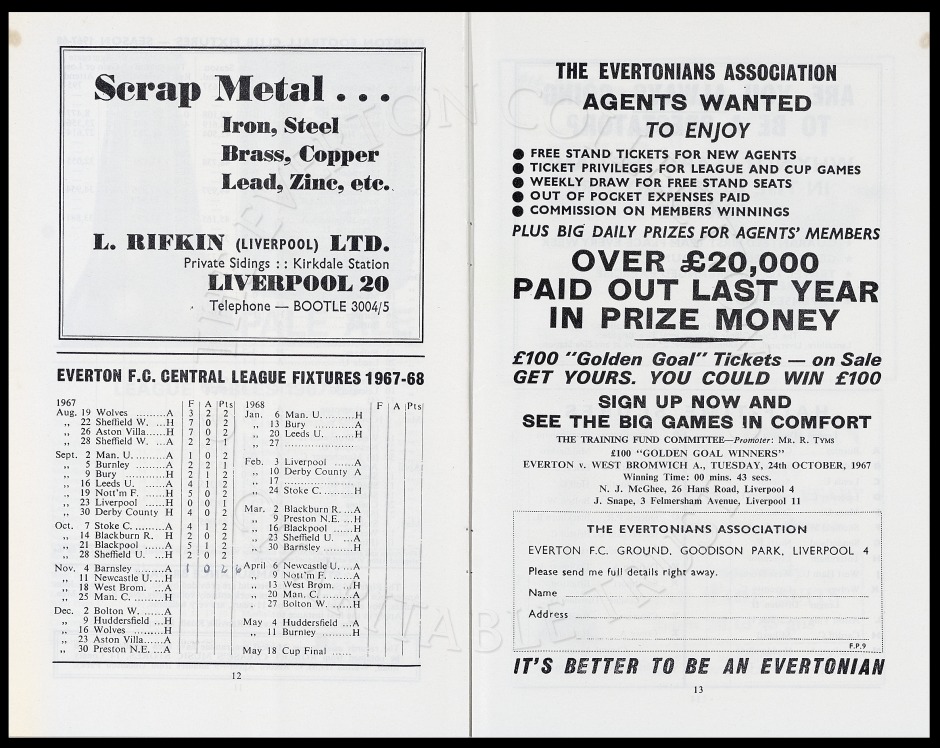 Scrap Metal . . .
Iron, Steel
Brass, Copper
Lead, Zinc, etc.
L. RIFKIN (LIVERPOOL) LTD.
Private Sidings : : Kirkdale Station
LIVERPOOL 20
Telephone — BOOTLE 3004/5
EVERTON F.C. CENTRAL LEAGUE FIXTURES 1967-68
1967 F A Pts
Aug. 19 Wolves .........A 3 2 2
,, 22 Sheffield W. ...H 7 0 2
,, 26 Aston Villa......H 7 0 2
,, 28 Sheffield W. ...A 2 2 1
Sept. 2 Man. U. .........A 1 0 2
,, 5 Burnley .........A 2 2 1
,, 9 Bury ............H 2 1 2
,, 16 Leeds U. .........A 4 1 2
,, 19 Nott'm F. ......H 5 0 2
,, 23 Liverpool ......H 0 0 1
,, 30 Derby County H 4 0 2
Oct. 7 Stoke C. .........A 4 1 2
,, 14 Blackburn R. H 2 0 2
,, 21 Blackpool ......A 5 1 2
,, 28 Sheffield U. ...H 2 0 2
Nov. 4 Barnsley .........A 1 0 2
,, 11 Newcastle U. ...H
,, 18 West Brom. ...A
,, 25 Man. C. .........H
Dec. 2 Bolton W. ......A
,, 9 Huddersfield ...H
,, 16 Wolves .........H
,, 23 Aston Villa......A
,, 30 Preston N.E. ...A
1968 F A Pts
Jan. 6 Man. U. .........H
,, 13 Bury ............A
,, 20 Leeds U. .........H
,, 27 ......
Feb. 3 Liverpool ......A
,, 10 Derby County A
,, 17 ......
,, 24 Stoke C. .........H
Mar. 2 Blackburn R. ...A
,, 9 Preston N.E. ...H
,, 16 Blackpool ......H
,, 23 Sheffield U. ...A
,, 30 Barnsley .........H
April 6 Newcastle U. ...A
,, 9 Nott'm F. ......A
,, 13 West Brom. ...H
,, 20 Man. C. .........A
,, 27 Bolton W. ......H
May 4 Huddersfield ...A
,, 11 Burnley .........H
May 18 Cup Final ......
12
THE EVERTONIANS ASSOCIATION
AGENTS WANTED
TO ENJOY
● FREE STAND TICKETS FOR NEW AGENTS
● TICKET PRIVILEGES FOR LEAGUE AND CUP GAMES
● WEEKLY DRAW FOR FREE STAND SEATS
● OUT OF POCKET EXPENSES PAID
● COMMISSION ON MEMBERS WINNINGS
PLUS BIG DAILY PRIZES FOR AGENTS' MEMBERS
OVER £20,000
PAID OUT LAST YEAR
IN PRIZE MONEY
£100 "Golden Goal" Tickets — on Sale
GET YOURS. YOU COULD WIN £100
SIGN UP NOW AND
SEE THE BIG GAMES IN COMFORT
THE TRAINING FUND COMMITTEE—Promoter: MR. R. TYMS
£100 "GOLDEN GOAL WINNERS"
EVERTON v. WEST BROMWICH A., TUESDAY, 24th OCTOBER, 1967
Winning Time: 00 mins. 43 secs.
N. J. McGhee, 26 Hans Road, Liverpool 4
J. Snape, 3 Felmersham Avenue, Liverpool 11
THE EVERTONIANS ASSOCIATION
EVERTON F.C. GROUND, GOODISON PARK, LIVERPOOL 4
Please send me full details right away.
Name
Address
F.P.9
IT'S BETTER TO BE AN EVERTONIAN
13